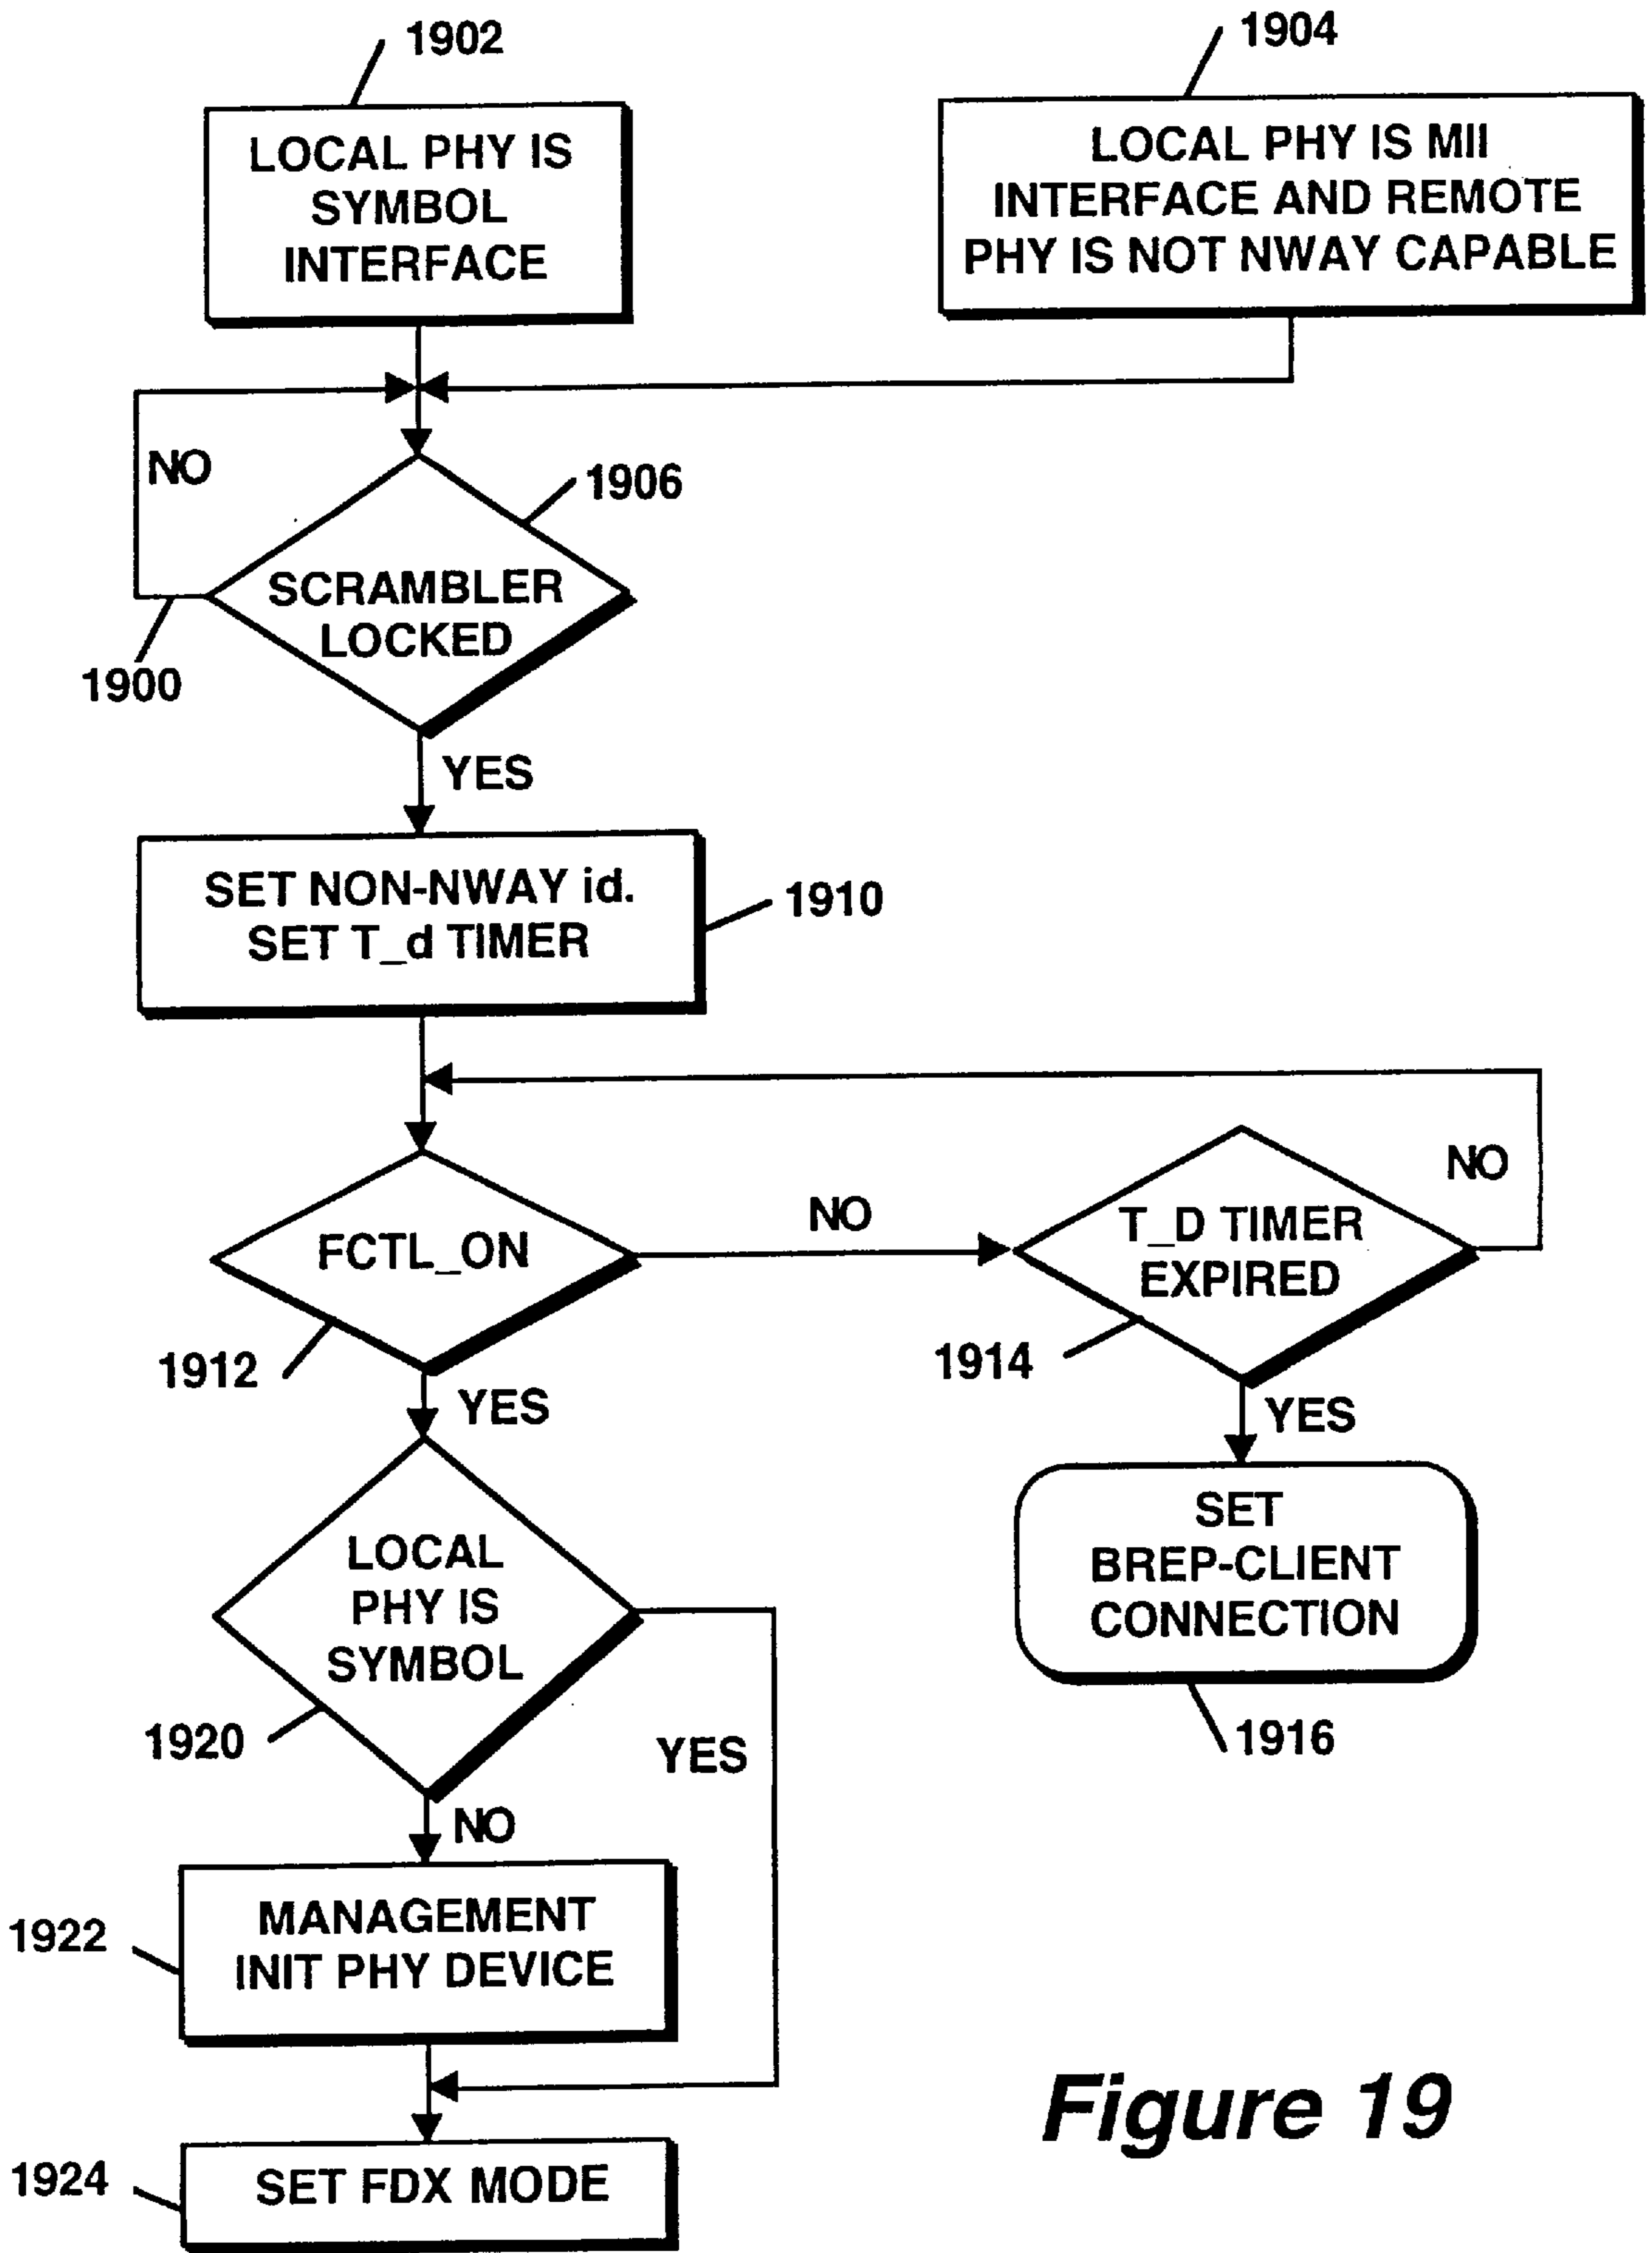 1902
1904
LOCAL PHY IS
SYMBOL
INTERFACE
LOCAL PHY IS MII
INTERFACE AND REMOTE
PHY IS NOT NWAY CAPABLE
NO
1906
SCRAMBLER
LOCKED
1900
YES
SET NON-NWAY id.
SET T_d TIMER
1910
FCTL_ON
NO
T_D TIMER
EXPIRED
NO
1912
1914
YES
YES
LOCAL
PHY IS
SYMBOL
SET
BREP-CLIENT
CONNECTION
1920
YES
1916
NO
MANAGEMENT
INIT PHY DEVICE
1922
SET FDX MODE
1924
Figure 19